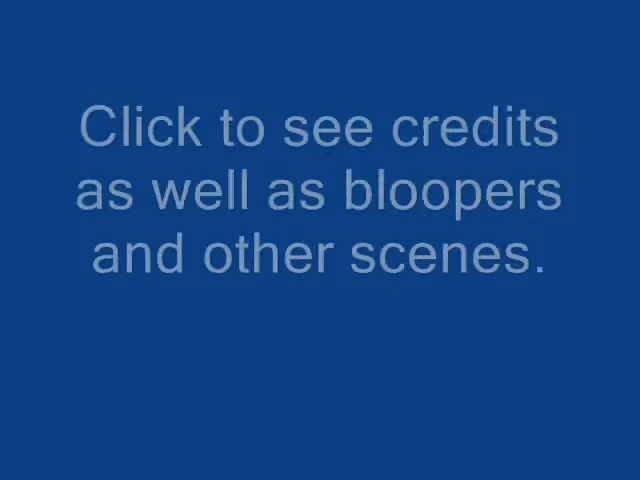 Click to see credits
as well as bloopers
and other scenes.